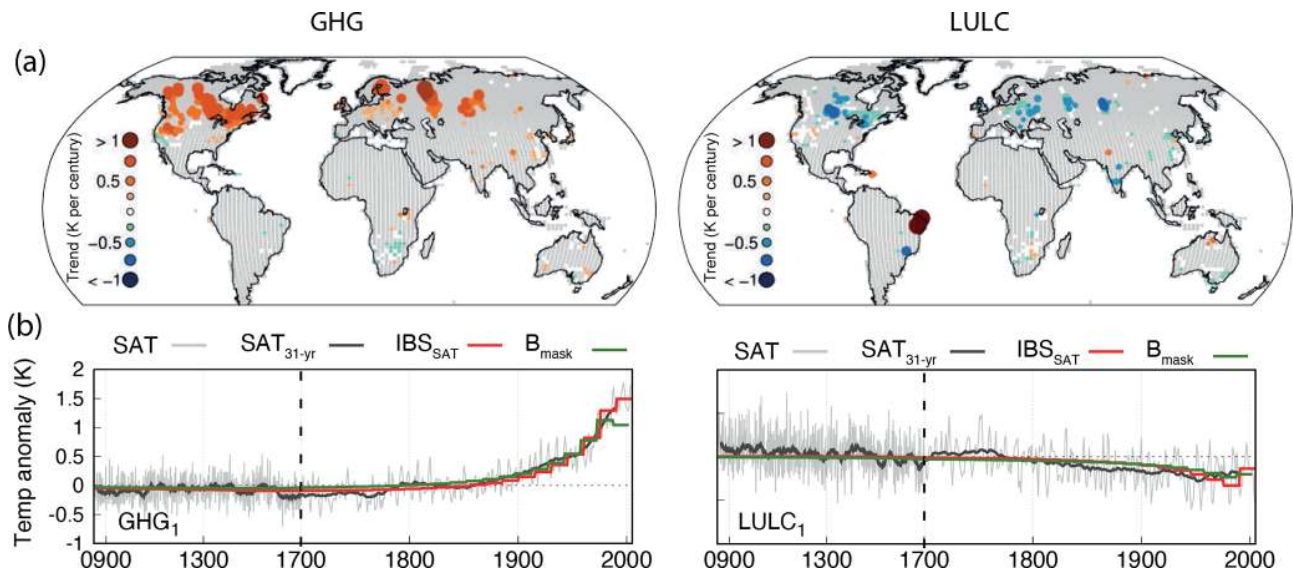 GHG LULC
(a)
Trend (K per century)
> 1
0.5
−0.5
< −1
Trend (K per century)
> 1
0.5
−0.5
< −1
(b)
SAT SAT31-yr IBSSAT Bmask
SAT SAT31-yr IBSSAT Bmask
Temp anomaly (K)
2
1.5
1
0.5
0
-0.5
-1
GHG1
LULC1
0900 1300 1700 1800 1900 2000
0900 1300 1700 1800 1900 2000